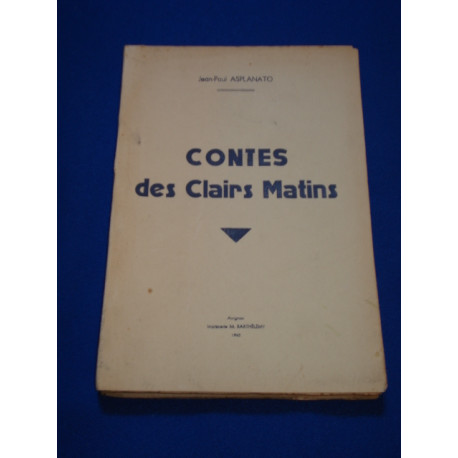 Jean-Paul ASPLANATO
CONTES
des Clairs Matins
Avignon
Imprimerie M. BARTHÉLEMY